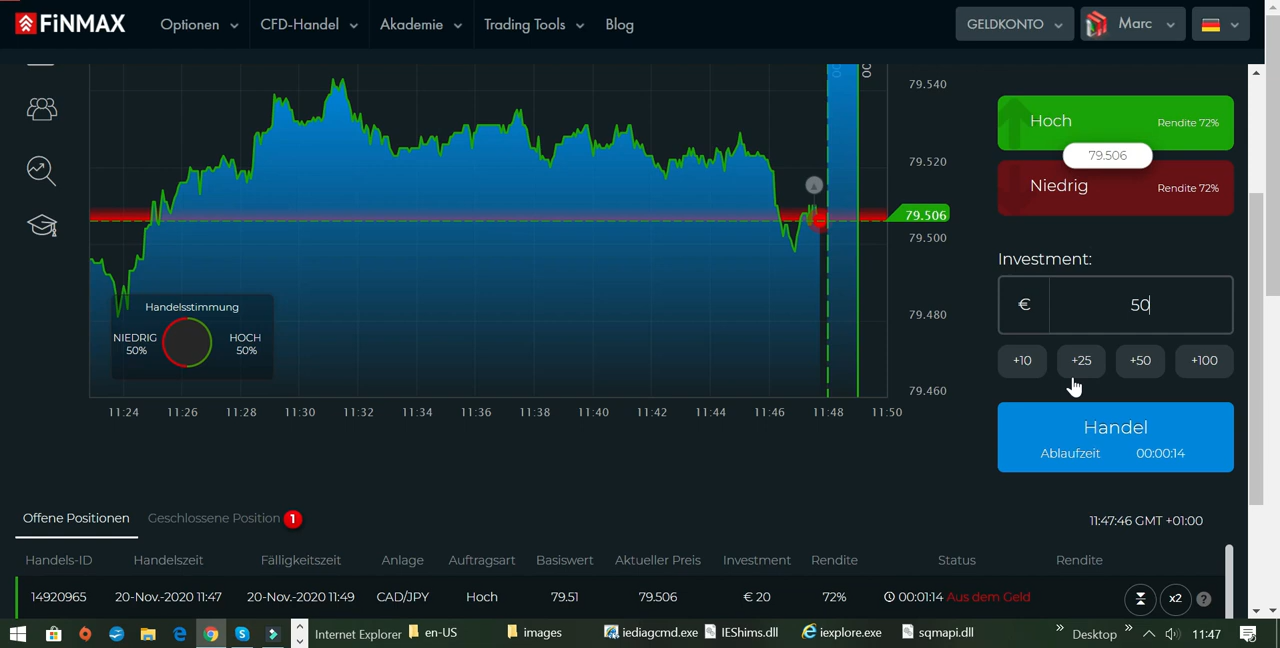 FiNMAX
Optionen
CFD-Handel
Akademie
Trading Tools
Blog
GELDKONTO
Marc
79.540
79.520
79.506
79.500
79.480
79.460
Handelsstimmung
NIEDRIG
50%
HOCH
50%
11:24 11:26 11:28 11:30 11:32 11:34 11:36 11:38 11:40 11:42 11:44 11:46 11:48 11:50
Hoch Rendite 72%
79.506
Niedrig Rendite 72%
Investment:
€ 50
+10 +25 +50 +100
Handel
Ablaufzeit 00:00:14
Offene Positionen Geschlossene Position 1
11:47:46 GMT +01:00
Handels-ID Handelszeit Fälligkeitszeit Anlage Auftragsart Basiswert Aktueller Preis Investment Rendite Status Rendite
14920965 20-Nov.-2020 11:47 20-Nov.-2020 11:49 CAD/JPY Hoch 79.51 79.506 € 20 72% 00:01:14 Aus dem Geld x2 ?
Internet Explorer en-US images iediagcmd.exe IEShims.dll iexplore.exe sqmapi.dll Desktop 11:47